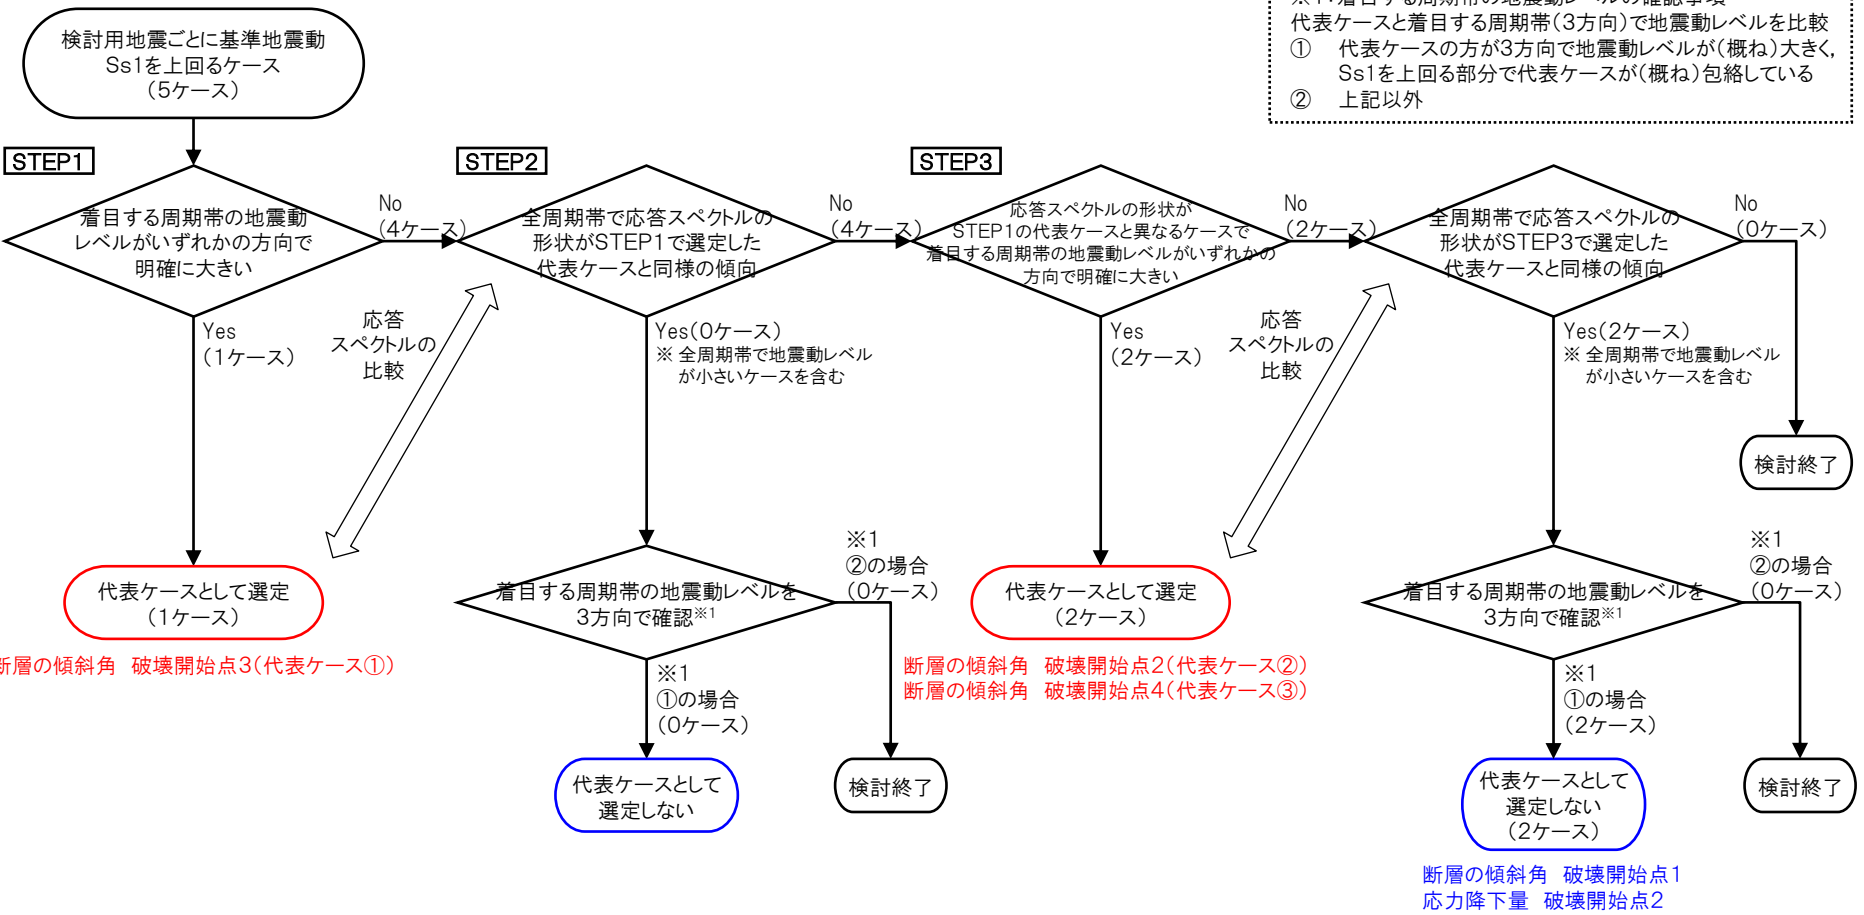 検討用地震ごとに基準地震動
Ss1を上回るケース
(5ケース)
代表ケースと着目する周期帯(3方向)で地震動レベルを比較
① 代表ケースの方が3方向で地震動レベルが(概ね)大きく,
Ss1を上回る部分で代表ケースが(概ね)包絡している
② 上記以外
STEP1
着目する周期帯の地震動
レベルがいずれかの方向で
明確に大きい
No
(4ケース)
Yes
(1ケース)
応答
スペクトルの
比較
代表ケースとして選定
(1ケース)
断層の傾斜角 破壊開始点3(代表ケース①)
STEP2
全周期帯で応答スペクトルの
形状がSTEP1で選定した
代表ケースと同様の傾向
No
(4ケース)
Yes(0ケース)
※ 全周期帯で地震動レベル
が小さいケースを含む
着目する周期帯の地震動レベルを
3方向で確認※1
※1
②の場合
(0ケース)
※1
①の場合
(0ケース)
代表ケースとして
選定しない
検討終了
STEP3
応答スペクトルの形状が
STEP1の代表ケースと異なるケースで
着目する周期帯の地震動レベルがいずれかの
方向で明確に大きい
No
(2ケース)
Yes
(2ケース)
応答
スペクトルの
比較
代表ケースとして選定
(2ケース)
断層の傾斜角 破壊開始点2(代表ケース②)
断層の傾斜角 破壊開始点4(代表ケース③)
全周期帯で応答スペクトルの
形状がSTEP3で選定した
代表ケースと同様の傾向
No
(0ケース)
検討終了
Yes(2ケース)
※ 全周期帯で地震動レベル
が小さいケースを含む
着目する周期帯の地震動レベルを
3方向で確認※1
※1
②の場合
(0ケース)
※1
①の場合
(2ケース)
代表ケースとして
選定しない
(2ケース)
検討終了
断層の傾斜角 破壊開始点1
応力降下量 破壊開始点2